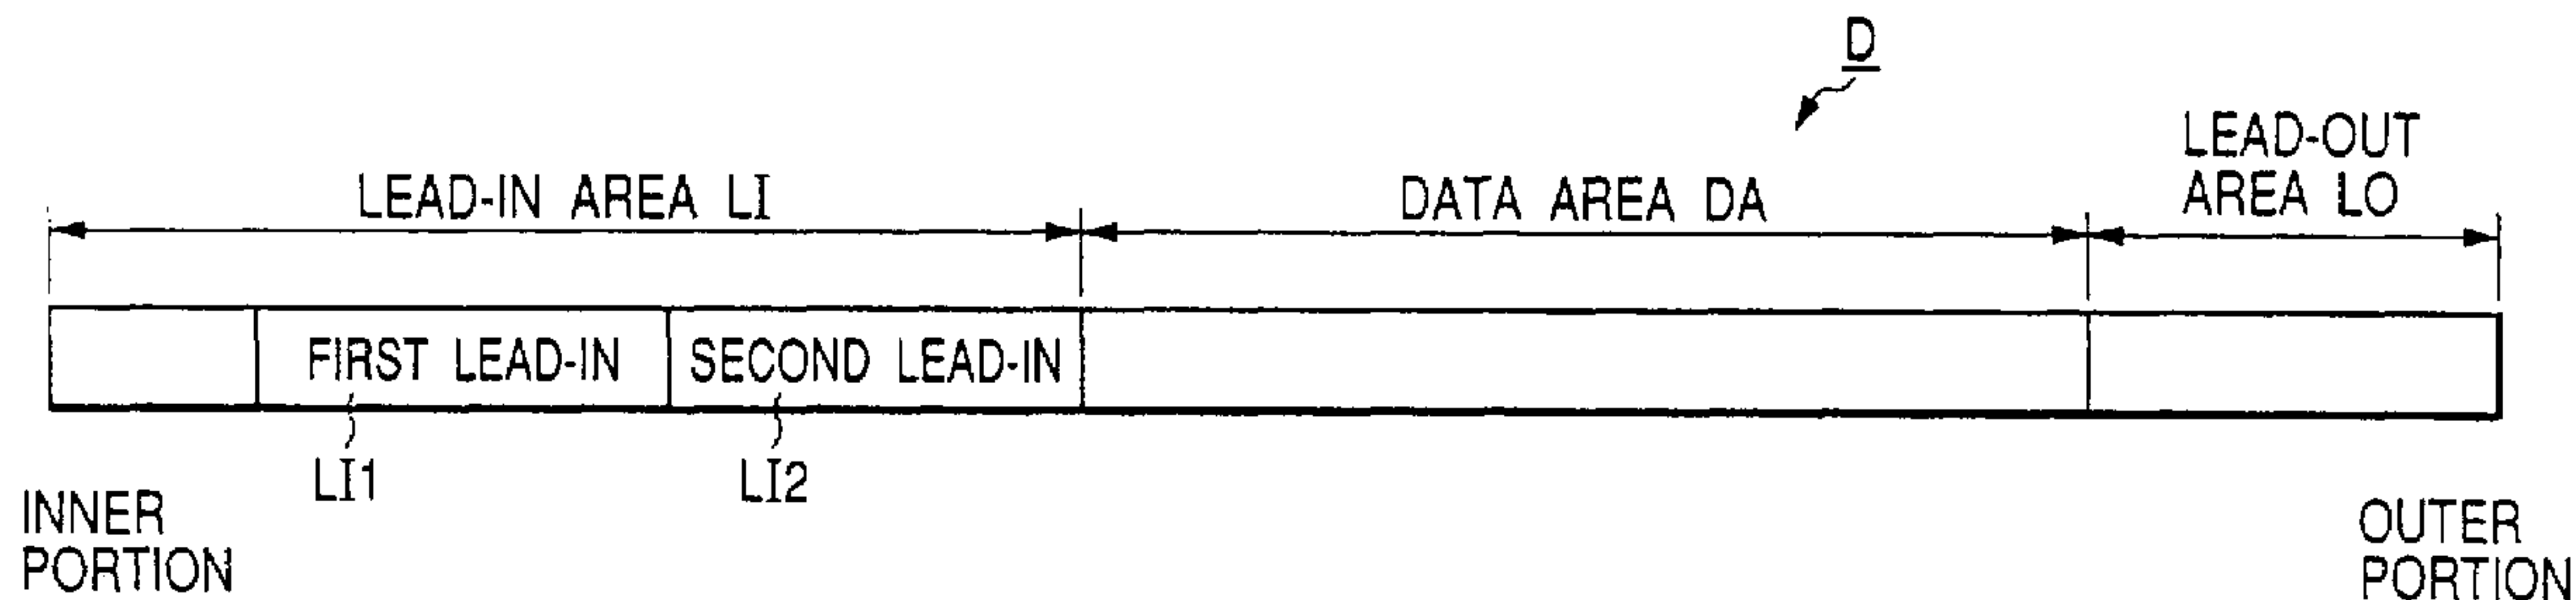 D
LEAD-IN AREA LI
DATA AREA DA
LEAD-OUT
AREA LO
FIRST LEAD-IN
SECOND LEAD-IN
LI1
LI2
INNER
PORTION
OUTER
PORTION